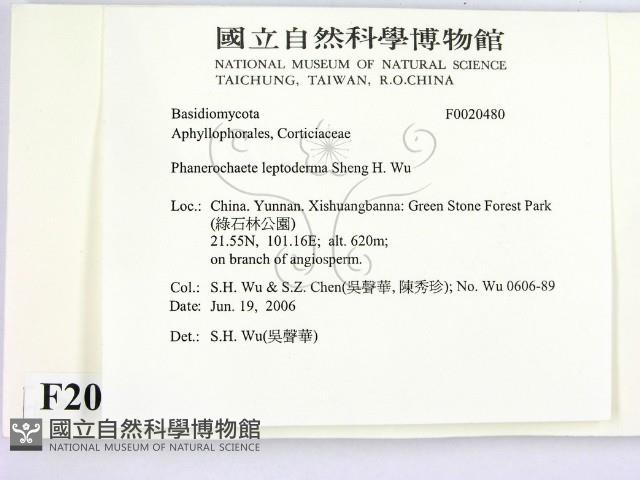 國立自然科學博物館
NATIONAL MUSEUM OF NATURAL SCIENCE
TAICHUNG, TAIWAN, R.O.CHINA
Basidiomycota F0020480
Aphyllophorales, Corticiaceae
Phanerochaete leptoderma Sheng H. Wu
Loc.: China. Yunnan. Xishuangbanna: Green Stone Forest Park
(綠石林公園)
21.55N, 101.16E; alt. 620m;
on branch of angiosperm.
Col.: S.H. Wu & S.Z. Chen(吳聲華, 陳秀珍); No. Wu 0606-89
Date: Jun. 19, 2006
Det.: S.H. Wu(吳聲華)
F20
國立自然科學博物館
NATIONAL MUSEUM OF NATURAL SCIENCE